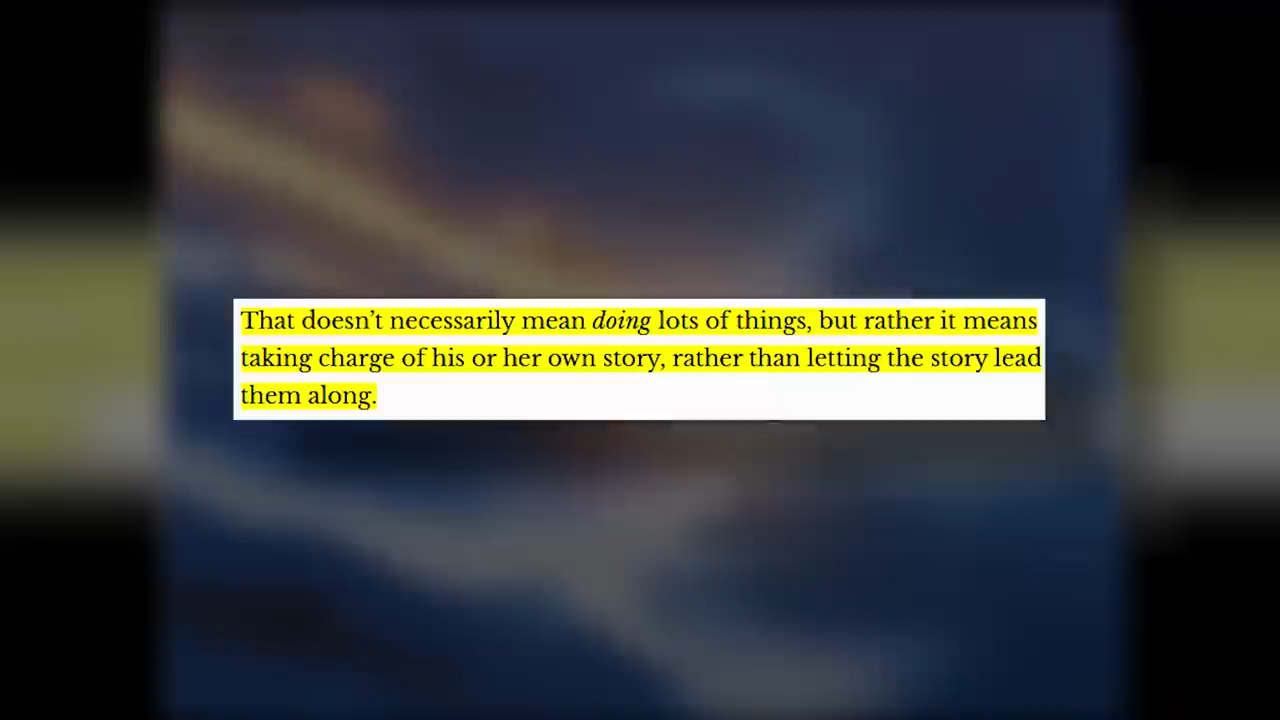 That doesn’t necessarily mean doing lots of things, but rather it means
taking charge of his or her own story, rather than letting the story lead
them along.